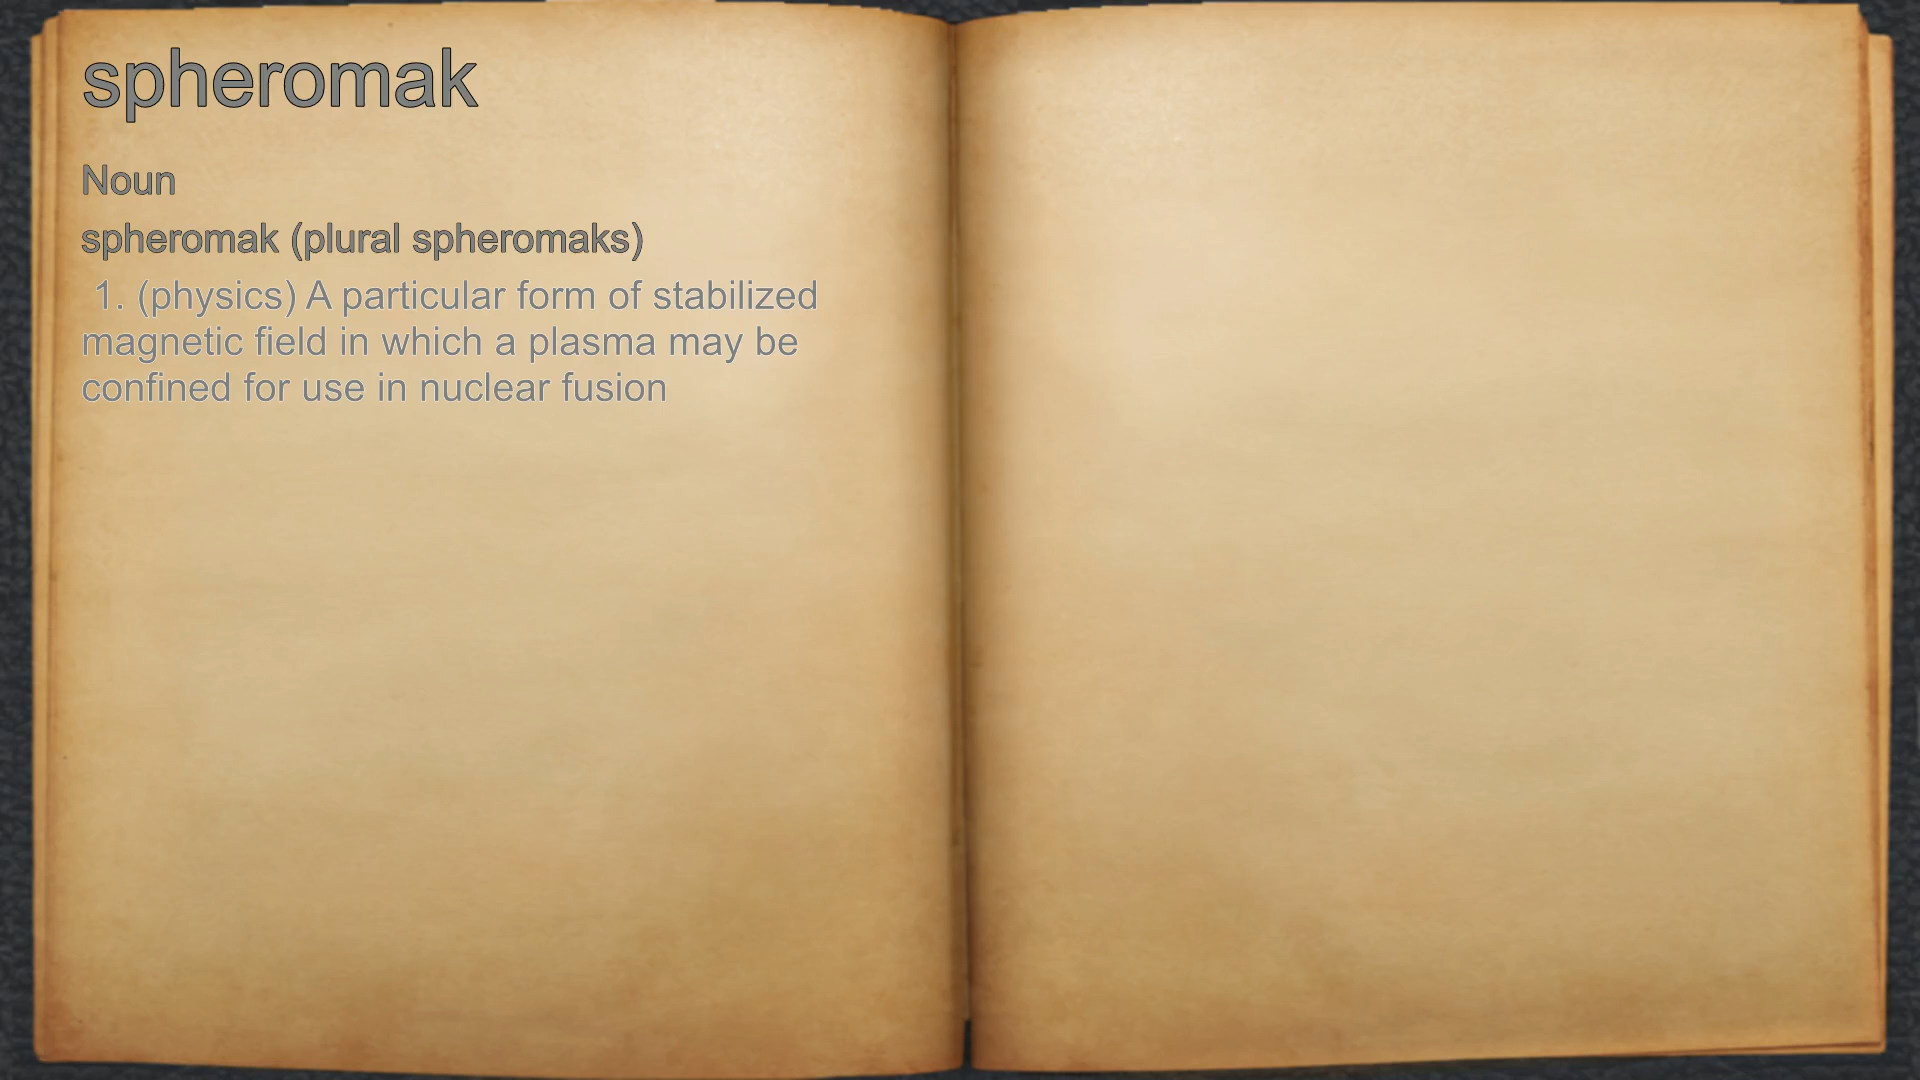 spheromak
Noun
spheromak (plural spheromaks)
1. (physics) A particular form of stabilized
magnetic field in which a plasma may be
confined for use in nuclear fusion